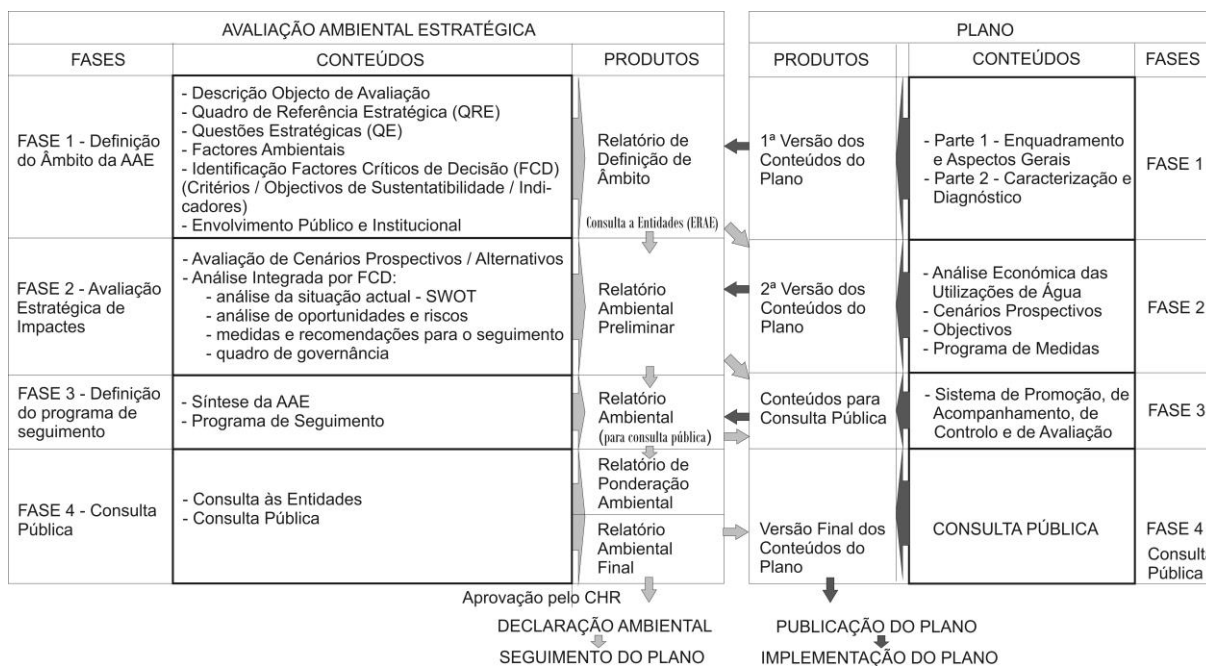 AVALIAÇÃO AMBIENTAL ESTRATÉGICA
PLANO
FASES
CONTEÚDOS
PRODUTOS
PRODUTOS
CONTEÚDOS
FASES
FASE 1 - Definição
do Âmbito da AAE
- Descrição Objecto de Avaliação
- Quadro de Referência Estratégica (QRE)
- Questões Estratégicas (QE)
- Factores Ambientais
- Identificação Factores Críticos de Decisão (FCD)
(Critérios / Objectivos de Sustentatibilidade / Indi-
cadores)
- Envolvimento Público e Institucional
Relatório de
Definição de
Âmbito
Consulta a Entidades (ERAE)
1ª Versão dos
Conteúdos do
Plano
- Parte 1 - Enquadramento
e Aspectos Gerais
- Parte 2 - Caracterização e
Diagnóstico
FASE 1
FASE 2 - Avaliação
Estratégica de
Impactes
- Avaliação de Cenários Prospectivos / Alternativos
- Análise Integrada por FCD:
- análise da situação actual - SWOT
- análise de oportunidades e riscos
- medidas e recomendações para o seguimento
- quadro de governância
Relatório
Ambiental
Preliminar
2ª Versão dos
Conteúdos do
Plano
- Análise Económica das
Utilizações de Água
- Cenários Prospectivos
- Objectivos
- Programa de Medidas
FASE 2
FASE 3 - Definição
do programa de
seguimento
- Síntese da AAE
- Programa de Seguimento
Relatório
Ambiental
(para consulta pública)
Conteúdos para
Consulta Pública
- Sistema de Promoção, de
Acompanhamento, de
Controlo e de Avaliação
FASE 3
FASE 4 - Consulta
Pública
- Consulta às Entidades
- Consulta Pública
Relatório de
Ponderação
Ambiental
Relatório
Ambiental
Final
Versão Final dos
Conteúdos do
Plano
CONSULTA PÚBLICA
FASE 4
Consulta
Pública
Aprovação pelo CHR
DECLARAÇÃO AMBIENTAL
SEGUIMENTO DO PLANO
PUBLICAÇÃO DO PLANO
IMPLEMENTAÇÃO DO PLANO